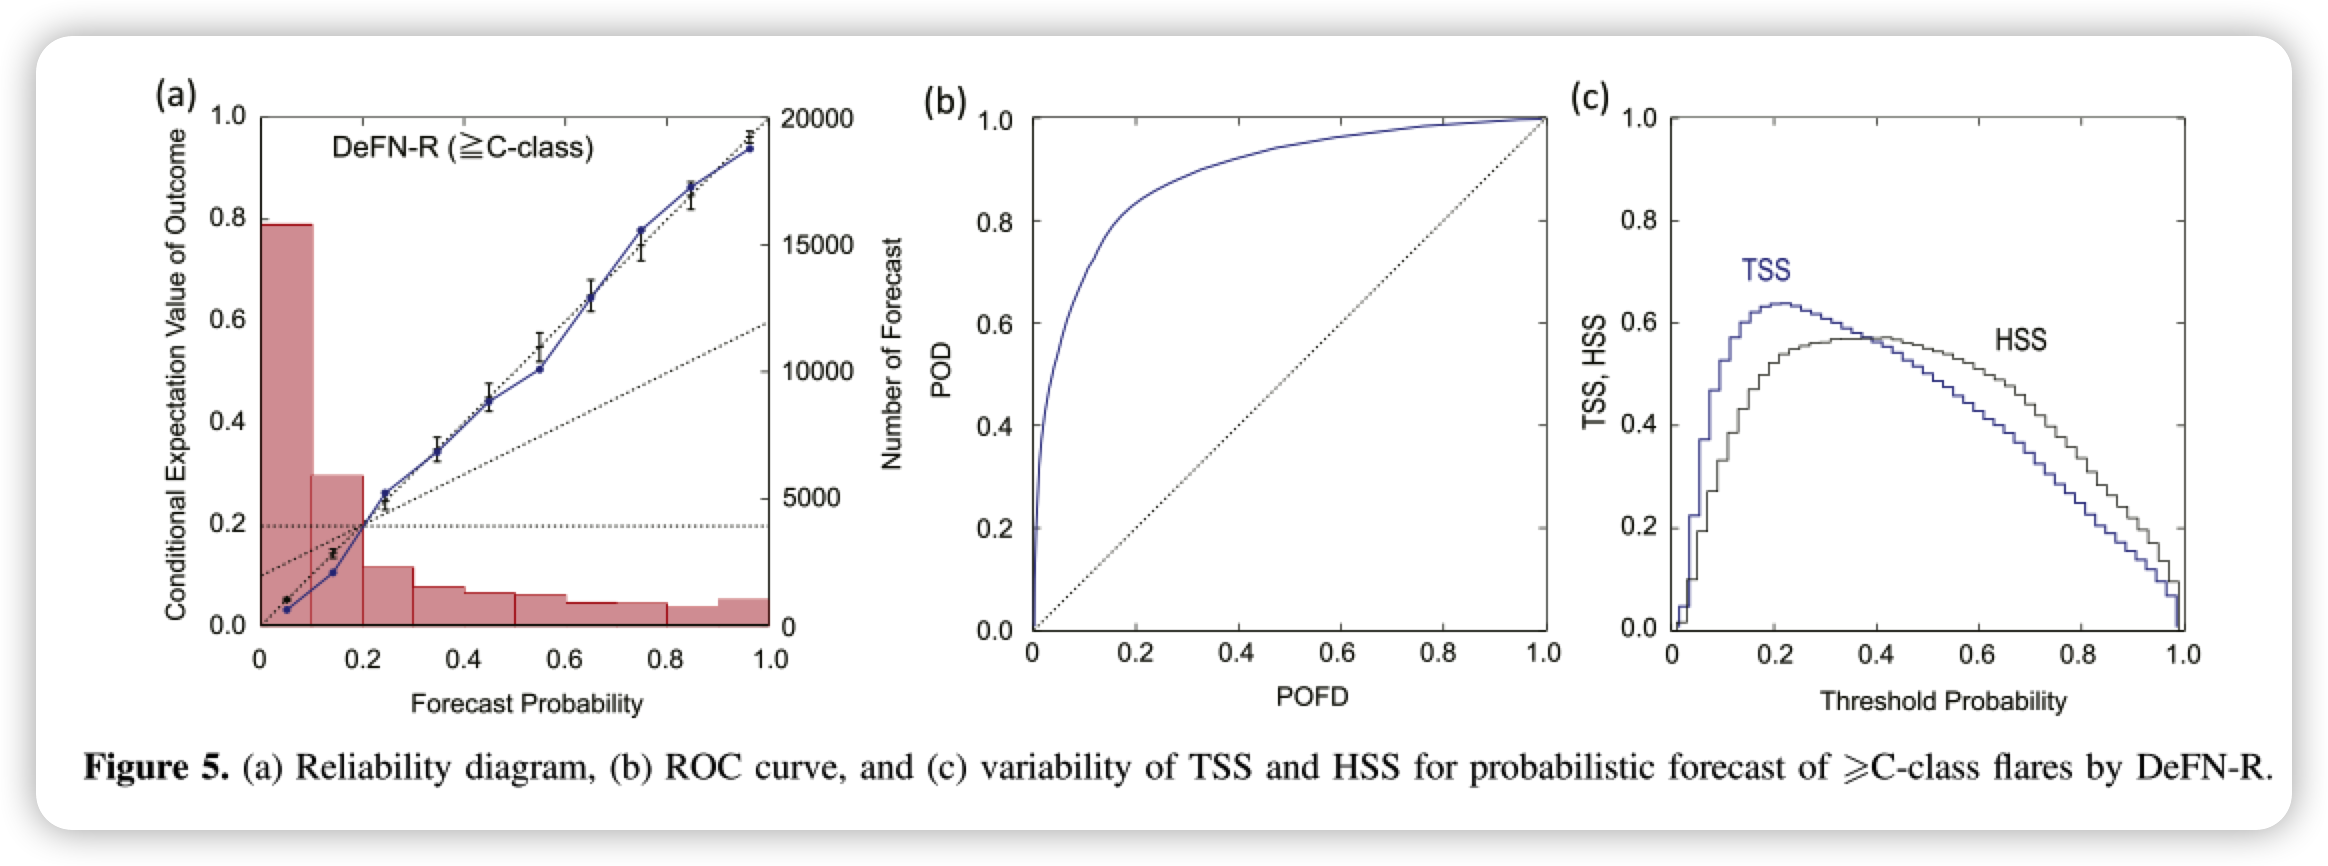 (a)
DeFN-R (≧C-class)
Conditional Expectation Value of Outcome
1.0
0.8
0.6
0.4
0.2
0.0
20000
15000
10000
5000
0
Number of Forecast
0 0.2 0.4 0.6 0.8 1.0
Forecast Probability
(b)
POD
1.0
0.8
0.6
0.4
0.2
0.0
0 0.2 0.4 0.6 0.8 1.0
POFD
(c)
TSS, HSS
1.0
0.8
0.6
0.4
0.2
0.0
TSS
HSS
0 0.2 0.4 0.6 0.8 1.0
Threshold Probability
Figure 5. (a) Reliability diagram, (b) ROC curve, and (c) variability of TSS and HSS for probabilistic forecast of ⩾C-class flares by DeFN-R.